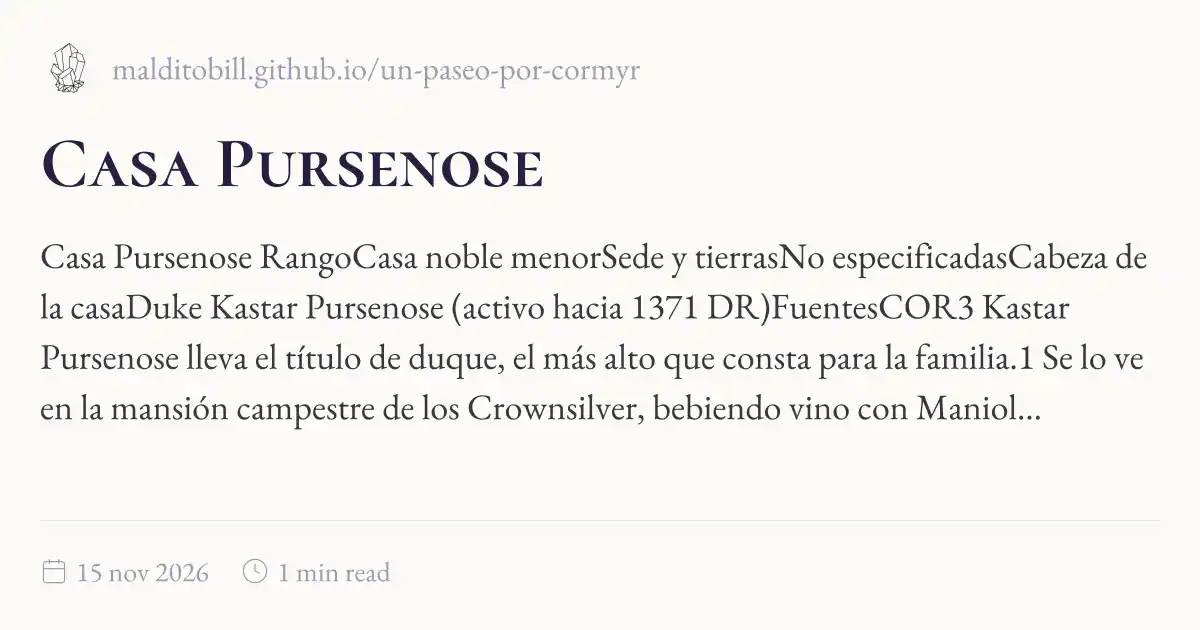 malditobill.github.io/un-paseo-por-cormyr
Casa Pursenose
Casa Pursenose RangoCasa noble menorSede y tierrasNo especificadasCabeza de
la casaDuke Kastar Pursenose (activo hacia 1371 DR)FuentesCOR3 Kastar
Pursenose lleva el título de duque, el más alto que consta para la familia.1 Se lo ve
en la mansión campestre de los Crownsilver, bebiendo vino con Maniol...
15 nov 2026 1 min read